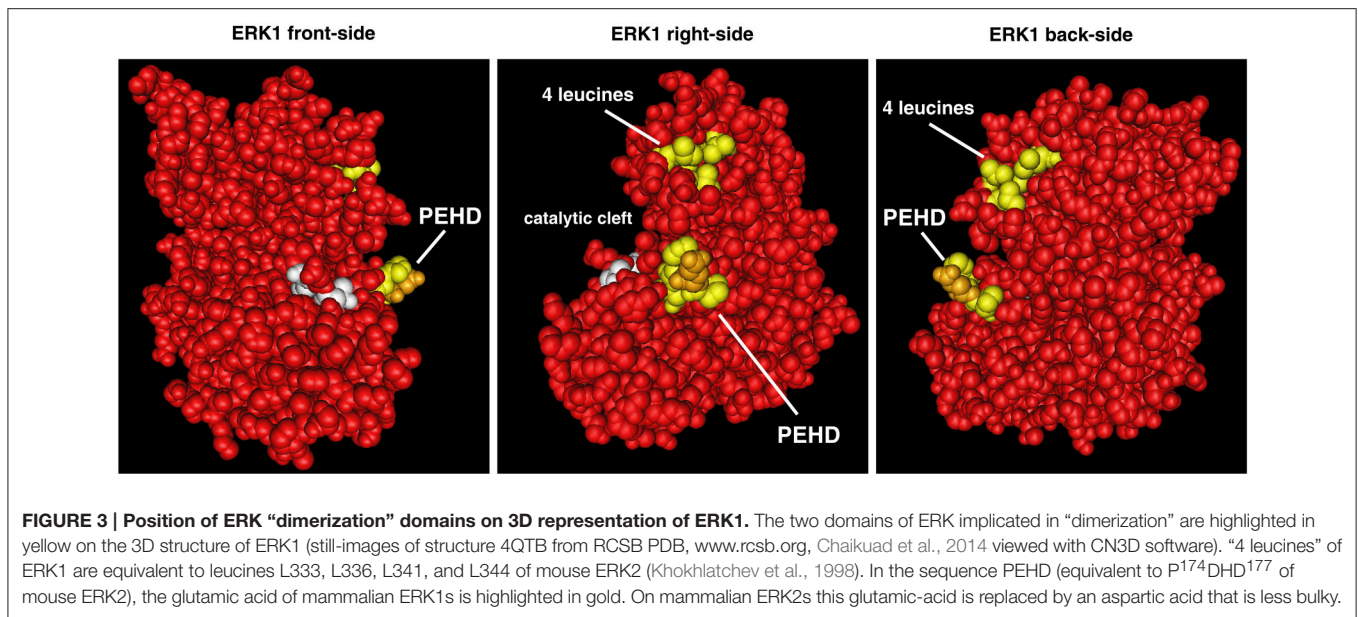 ERK1 front-side
ERK1 right-side
ERK1 back-side
PEHD
4 leucines
catalytic cleft
PEHD
4 leucines
PEHD
FIGURE 3 | Position of ERK “dimerization” domains on 3D representation of ERK1. The two domains of ERK implicated in “dimerization” are highlighted in
yellow on the 3D structure of ERK1 (still-images of structure 4QTB from RCSB PDB, www.rcsb.org, Chaikuad et al., 2014 viewed with CN3D software). “4 leucines” of
ERK1 are equivalent to leucines L333, L336, L341, and L344 of mouse ERK2 (Khokhlatchev et al., 1998). In the sequence PEHD (equivalent to P174DHD177 of
mouse ERK2), the glutamic acid of mammalian ERK1s is highlighted in gold. On mammalian ERK2s this glutamic-acid is replaced by an aspartic acid that is less bulky.